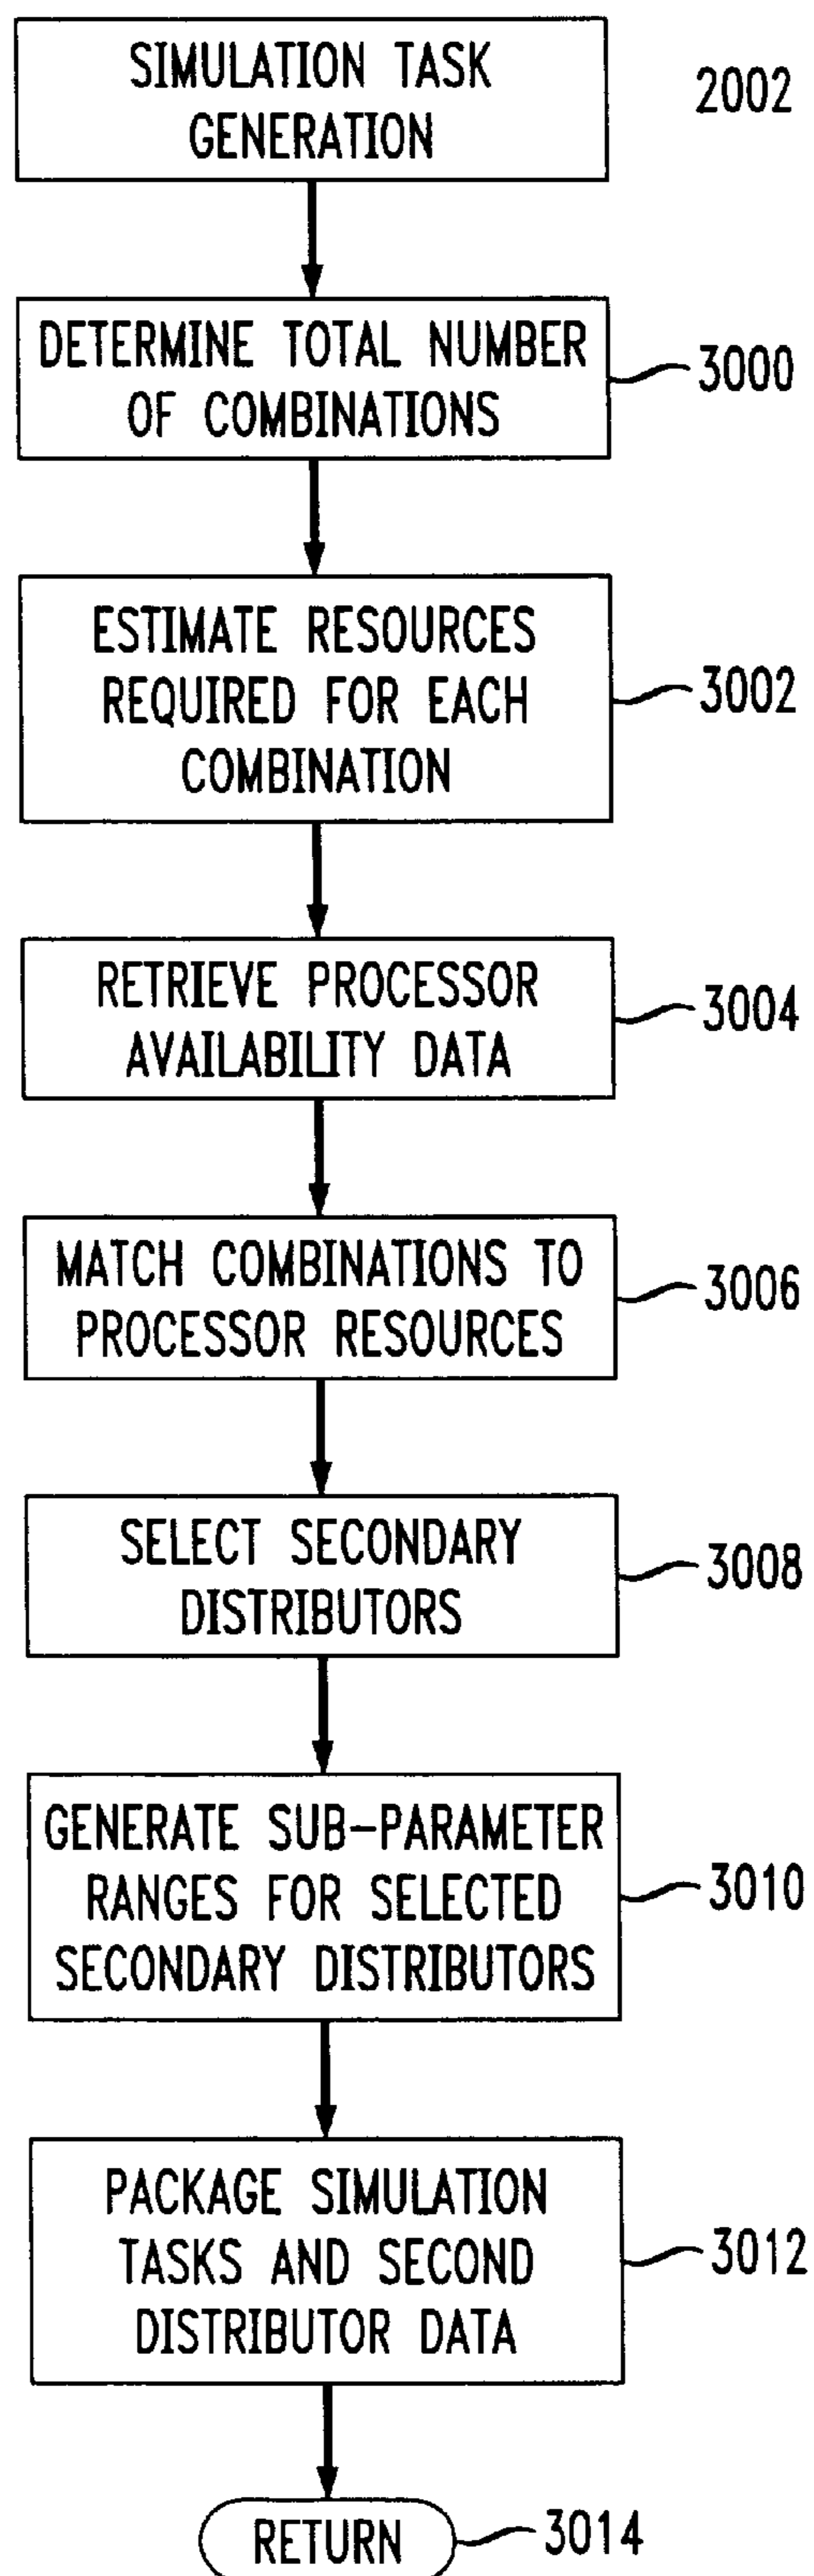 SIMULATION TASK
GENERATION
2002
DETERMINE TOTAL NUMBER
OF COMBINATIONS
3000
ESTIMATE RESOURCES
REQUIRED FOR EACH
COMBINATION
3002
RETRIEVE PROCESSOR
AVAILABILITY DATA
3004
MATCH COMBINATIONS TO
PROCESSOR RESOURCES
3006
SELECT SECONDARY
DISTRIBUTORS
3008
GENERATE SUB-PARAMETER
RANGES FOR SELECTED
SECONDARY DISTRIBUTORS
3010
PACKAGE SIMULATION
TASKS AND SECOND
DISTRIBUTOR DATA
3012
RETURN
3014